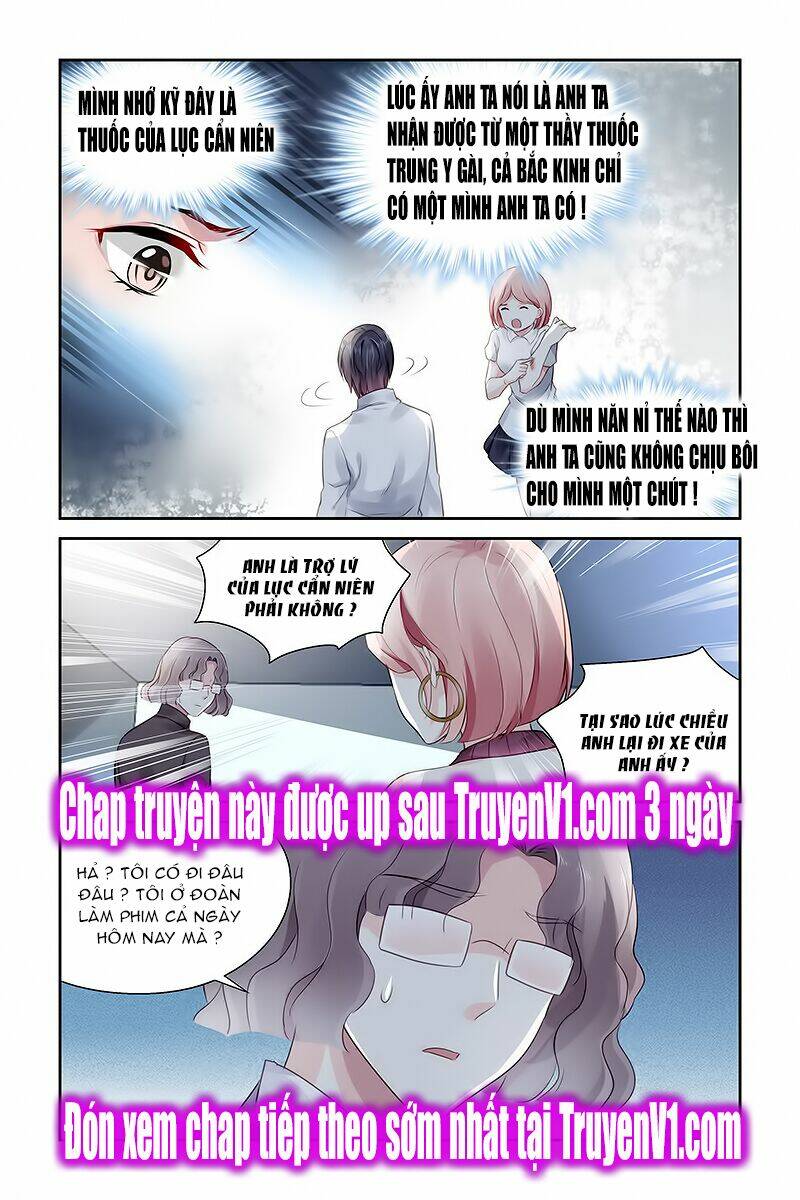 MÌNH NHỚ KỸ ĐÂY LÀ
THUỐC CỦA LỤC CẨN NIÊN
LÚC ẤY ANH TA NÓI LÀ ANH TA
NHẬN ĐƯỢC TỪ MỘT THẦY THUỐC
TRUNG Y GÀI, CẢ BẮC KINH CHỈ
CÓ MỘT MÌNH ANH TA CÓ !
DÙ MÌNH NĂN NỈ THẾ NÀO THÌ
ANH TA CŨNG KHÔNG CHỊU BÔI
CHO MÌNH MỘT CHÚT !
ANH LÀ TRỢ LÝ
CỦA LỤC CẨN NIÊN
PHẢI KHÔNG ?
TẠI SAO LÚC CHIỀU
ANH LẠI ĐI XE CỦA
ANH ẤY ?
Chap truyện này được up sau TruyenV1.com 3 ngày
HẢ ? TÔI CÓ ĐI ĐÂU
ĐÂU ? TÔI Ở ĐOÀN
LÀM PHIM CẢ NGÀY
HÔM NAY MÀ ?
Đón xem chap tiếp theo sớm nhất tại TruyenV1.com